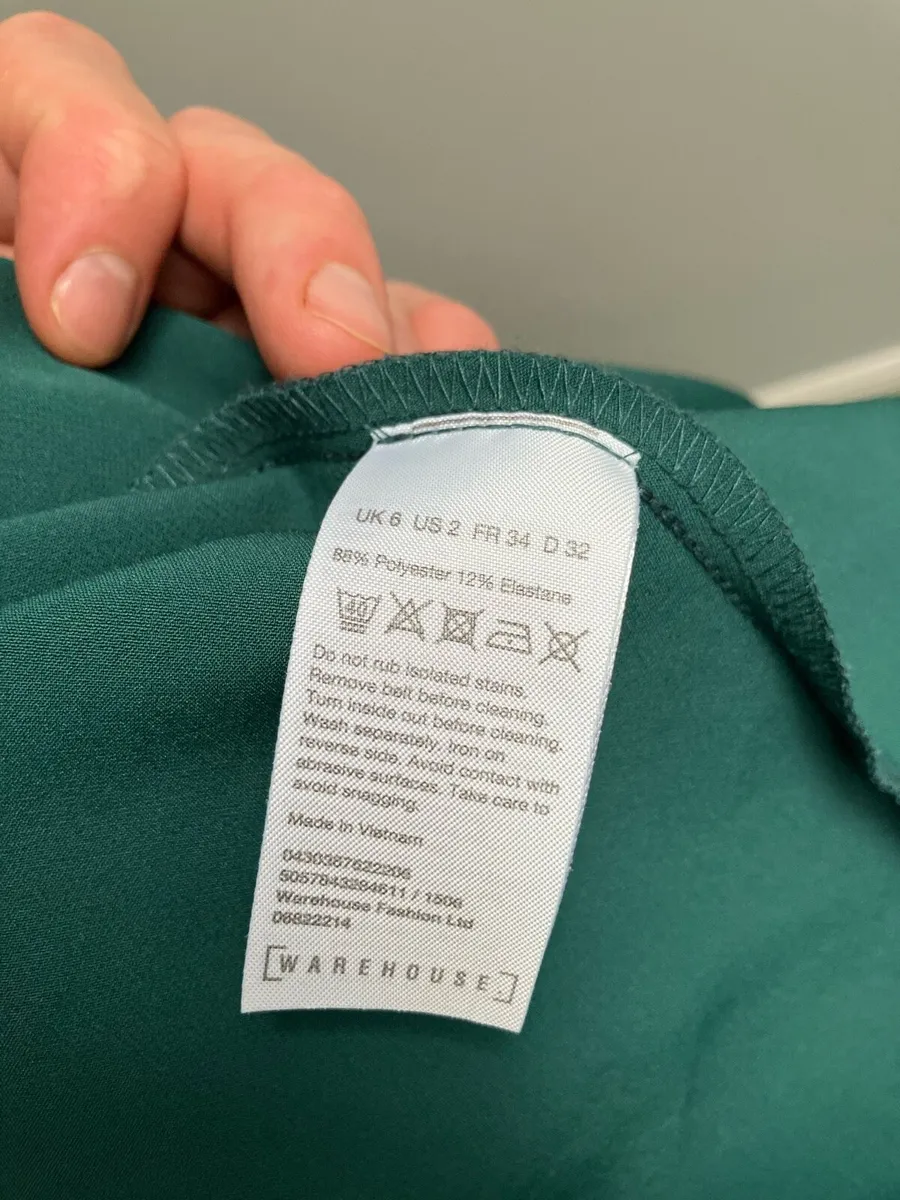 UK 6 US 2 FR 34 D 32
88% Polyester 12% Elastane
40
Do not rub isolated stains.
Remove belt before cleaning.
Turn inside out before cleaning.
Wash separately. Iron on
reverse side. Avoid contact with
abrasive surfaces. Take care to
avoid snagging.
Made in Vietnam
0430387622206
5057843284611 / 1506
Warehouse Fashion Ltd
06822214
[WAREHOUSE]